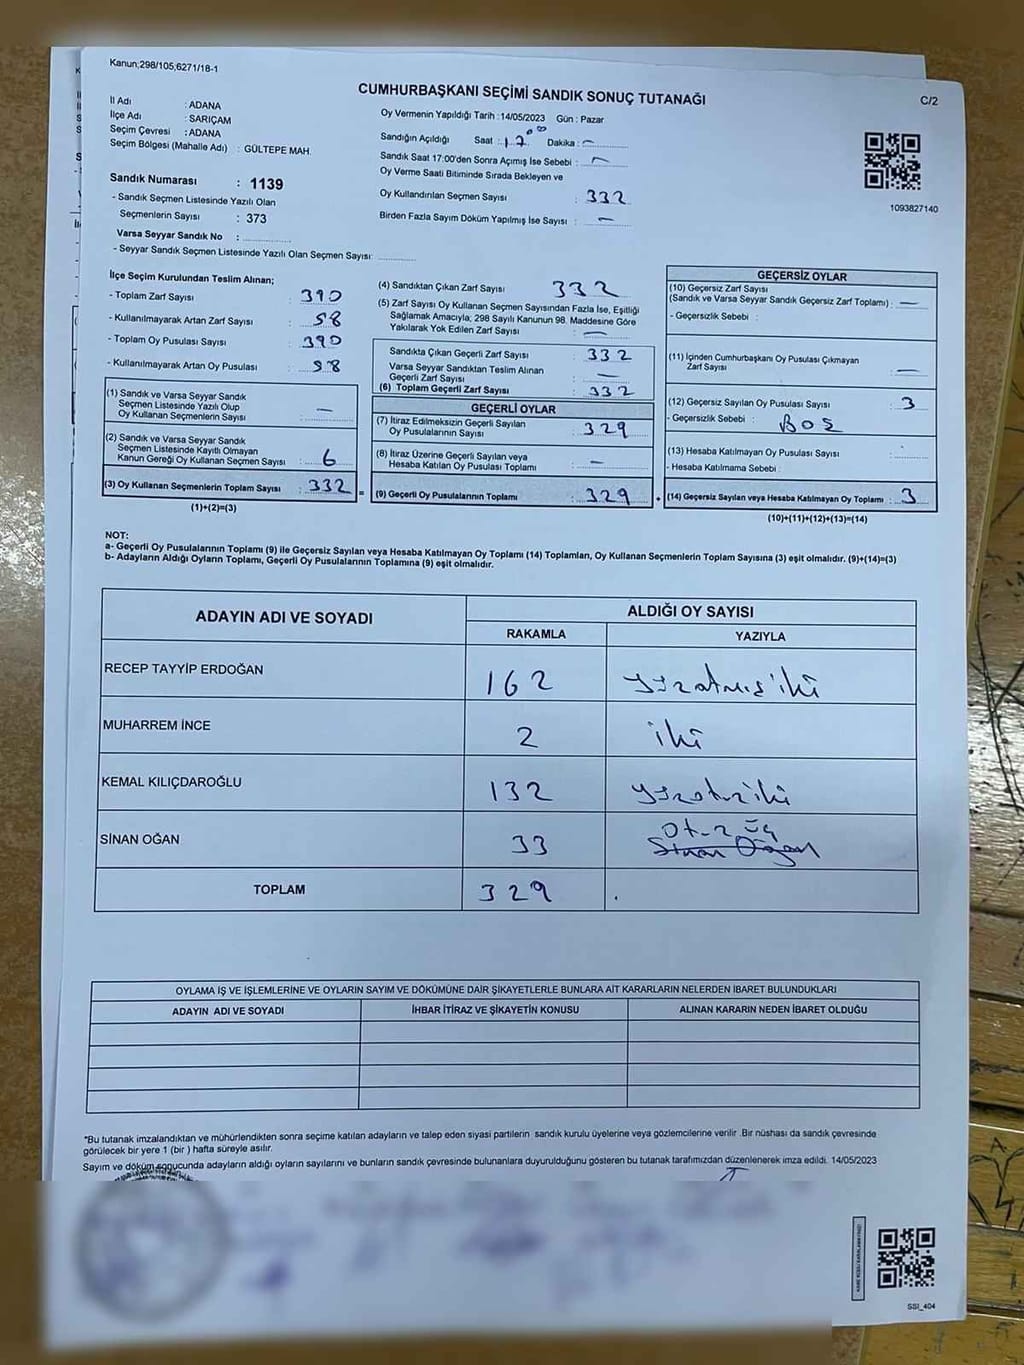 Kanun;298/105,6271/18-1
CUMHURBAŞKANI SEÇİMİ SANDIK SONUÇ TUTANAĞI
C/2
İl Adı : ADANA
İlçe Adı : SARIÇAM
Seçim Çevresi : ADANA
Seçim Bölgesi (Mahalle Adı) : GÜLTEPE MAH.
Sandık Numarası : 1139
- Sandık Seçmen Listesinde Yazılı Olan
Seçmenlerin Sayısı : 373
Varsa Seyyar Sandık No :
- Seyyar Sandık Seçmen Listesinde Yazılı Olan Seçmen Sayısı:
Oy Vermenin Yapıldığı Tarih :14/05/2023 Gün : Pazar
Sandığın Açıldığı Saat : 17 00 Dakika : —
Sandık Saat 17:00'den Sonra Açımış İse Sebebi : —
Oy Verme Saati Bitiminde Sırada Bekleyen ve
Oy Kullandırılan Seçmen Sayısı : 332
Birden Fazla Sayım Döküm Yapılmış İse Sayısı : —
1093827140
İlçe Seçim Kurulundan Teslim Alınan;
- Toplam Zarf Sayısı : 390
- Kullanılmayarak Artan Zarf Sayısı : 58
- Toplam Oy Pusulası Sayısı : 390
- Kullanılmayarak Artan Oy Pusulası : 98
(1) Sandık ve Varsa Seyyar Sandık
Seçmen Listesinde Yazılı Olup
Oy Kullanan Seçmenlerin Sayısı : —
(2) Sandık ve Varsa Seyyar Sandık
Seçmen Listesinde Kayıtlı Olmayan
Kanun Gereği Oy Kullanan Seçmen Sayısı : 6
(3) Oy Kullanan Seçmenlerin Toplam Sayısı : 332 =
(1)+(2)=(3)
(4) Sandıktan Çıkan Zarf Sayısı 332
(5) Zarf Sayısı Oy Kullanan Seçmen Sayısından Fazla İse, Eşitliği
Sağlamak Amacıyla; 298 Sayılı Kanunun 98. Maddesine Göre
Yakılarak Yok Edilen Zarf Sayısı : —
Sandıkta Çıkan Geçerli Zarf Sayısı : 332
Varsa Seyyar Sandıktan Teslim Alınan
Geçerli Zarf Sayısı : —
(6) Toplam Geçerli Zarf Sayısı : 332
GEÇERLİ OYLAR
(7) İtiraz Edilmeksizin Geçerli Sayılan
Oy Pusulalarının Sayısı : 329
(8) İtiraz Üzerine Geçerli Sayılan veya
Hesaba Katılan Oy Pusulası Toplamı : —
(9) Geçerli Oy Pusulalarının Toplamı : 329 +
GEÇERSİZ OYLAR
(10) Geçersiz Zarf Sayısı
(Sandık ve Varsa Seyyar Sandık Geçersiz Zarf Toplamı) : —
- Geçersizlik Sebebi :
(11) İçinden Cumhurbaşkanı Oy Pusulası Çıkmayan
Zarf Sayısı : —
(12) Geçersiz Sayılan Oy Pusulası Sayısı : 3
- Geçersizlik Sebebi : BOŞ
(13) Hesaba Katılmayan Oy Pusulası Sayısı :
- Hesaba Katılmama Sebebi :
(14) Geçersiz Sayılan veya Hesaba Katılmayan Oy Toplamı : 3
(10)+(11)+(12)+(13)=(14)
NOT:
a- Geçerli Oy Pusulalarının Toplamı (9) ile Geçersiz Sayılan veya Hesaba Katılmayan Oy Toplamı (14) Toplamları, Oy Kullanan Seçmenlerin Toplam Sayısına (3) eşit olmalıdır. (9)+(14)=(3)
b- Adayların Aldığı Oyların Toplamı, Geçerli Oy Pusulalarının Toplamına (9) eşit olmalıdır.
ADAYIN ADI VE SOYADI
ALDIĞI OY SAYISI
RAKAMLA YAZIYLA
RECEP TAYYİP ERDOĞAN 162 yüzatmış iki
MUHARREM İNCE 2 iki
KEMAL KILIÇDAROĞLU 132 yüzotuziki
SİNAN OĞAN 33 Otuz Üç
Sinan Oğan
TOPLAM 329
OYLAMA İŞ VE İŞLEMLERİNE VE OYLARIN SAYIM VE DÖKÜMÜNE DAİR ŞİKAYETLERLE BUNLARA AİT KARARLARIN NELERDEN İBARET BULUNDUKLARI
ADAYIN ADI VE SOYADI İHBAR İTİRAZ VE ŞİKAYETİN KONUSU ALINAN KARARIN NEDEN İBARET OLDUĞU
*Bu tutanak imzalandıktan ve mühürlendikten sonra seçime katılan adayların ve talep eden siyasi partilerin sandık kurulu üyelerine veya gözlemcilerine verilir .Bir nüshası da sandık çevresinde
görülecek bir yere 1 (bir ) hafta süreyle asılır.
Sayım ve döküm sonucunda adayların aldığı oyların sayılarını ve bunların sandık çevresinde bulunanlara duyurulduğunu gösteren bu tutanak tarafımızdan düzenlenerek imza edildi. 14/05/2023
SSI_404